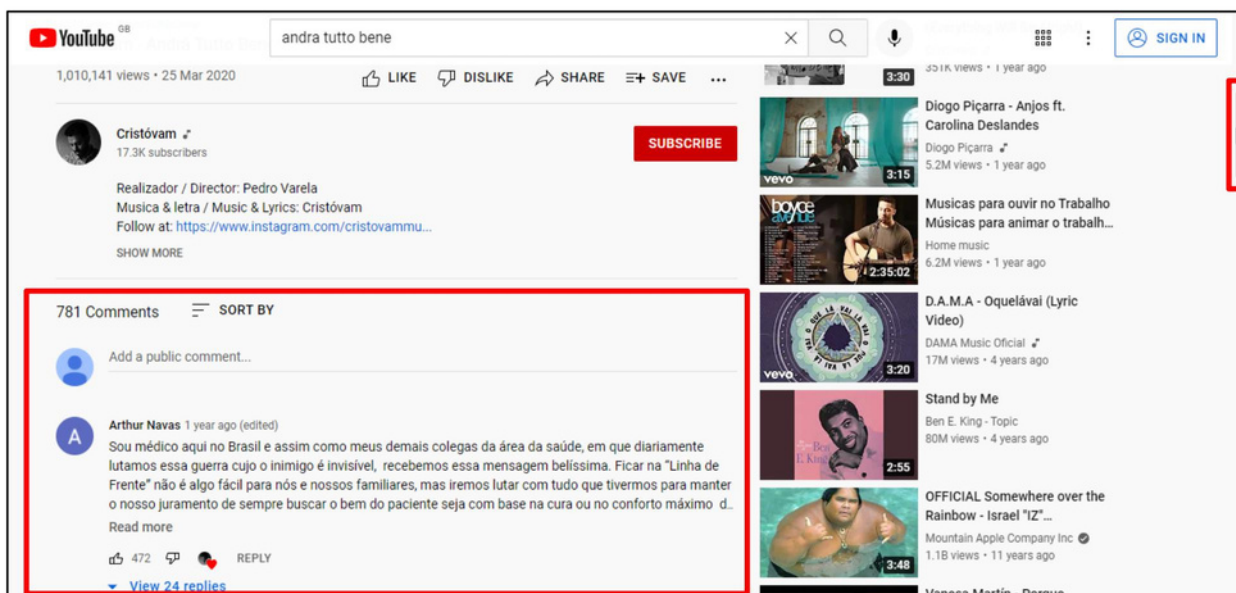 YouTube GB
andra tutto bene
SIGN IN
1,010,141 views • 25 Mar 2020
LIKE DISLIKE SHARE SAVE ...
Cristóvam
17.3K subscribers
SUBSCRIBE
Realizador / Director: Pedro Varela
Musica & letra / Music & Lyrics: Cristóvam
Follow at: https://www.instagram.com/cristovammu...
SHOW MORE
781 Comments SORT BY
Add a public comment...
A
Arthur Navas 1 year ago (edited)
Sou médico aqui no Brasil e assim como meus demais colegas da área da saúde, em que diariamente
lutamos essa guerra cujo o inimigo é invisível, recebemos essa mensagem belíssima. Ficar na "Linha de
Frente" não é algo fácil para nós e nossos familiares, mas iremos lutar com tudo que tivermos para manter
o nosso juramento de sempre buscar o bem do paciente seja com base na cura ou no conforto máximo d..
Read more
472 REPLY
View 24 replies
3:30
351K views • 1 year ago
vevo
3:15
Diogo Piçarra - Anjos ft.
Carolina Deslandes
Diogo Piçarra
5.2M views • 1 year ago
boyce
avenue
2:35:02
Musicas para ouvir no Trabalho
Músicas para animar o trabalh...
Home music
6.2M views • 1 year ago
vevo
3:20
D.A.M.A - Oquelávai (Lyric
Video)
DAMA Music Oficial
17M views • 4 years ago
Ben
E. King
2:55
Stand by Me
Ben E. King - Topic
80M views • 4 years ago
3:48
OFFICIAL Somewhere over the
Rainbow - Israel "IZ"...
Mountain Apple Company Inc
1.1B views • 11 years ago
Vanesa Martín - Porque